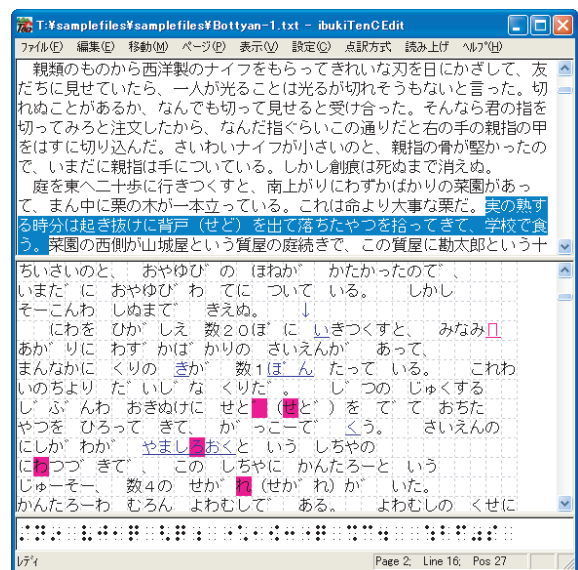 T:¥samplefiles¥samplefiles¥Bottyan-1.txt - ibukiTenCEdit
ファイル(F) 編集(E) 移動(M) ページ(P) 表示(V) 設定(C) 点訳方式 読み上げ ヘルプ(H)
親類のものから西洋製のナイフをもらってきれいな刃を日にかざして、友
だちに見せていたら、一人が光ることは光るが切れそうもないと言った。切
れぬことがあるか、なんでも切って見せると受け合った。そんなら君の指を
切ってみろと注文したから、なんだ指ぐらいこの通りだと右の手の親指の甲
をはすに切り込んだ。さいわいナイフが小さいのと、親指の骨が堅かったの
で、いまだに親指は手についている。しかし創痕は死ぬまで消えぬ。
庭を東へ二十歩に行きつくすと、南上がりにわずかばかりの菜園があっ
て、まん中に栗の木が一本立っている。これは命より大事な栗だ。実の熟す
る時分は起き抜けに背戸（せど）を出て落ちたやつを拾ってきて、学校で食
う。菜園の西側が山城屋という質屋の庭続きで、この質屋に勘太郎という十
ちいさいのと、 おやゆび゛の ほねが゛ かたかったので゛、
いまた゛に おやゆび゛わ てに ついて いる。 しかし
そーこんわ しぬまで゛ きえぬ。 ↓
にわを ひか゛しえ 数２０ほ゛に いきつくすと、 みなみ
あか゛りに わす゛かは゛かりの さいえんか゛ あって、
まんなかに くりの きか゛ 数１ほ゜ん たって いる。 これわ
いのちより た゛いし゛な くりた゛。 し゛つの じゅくする
し゛ふ゛んわ おきぬけに せと゛（せと゛）を て゛て おちた
やつを ひろって きて、 か゛っこーて゛ くう。 さいえんの
にしか゛わか゛ やましろおくと いう しちやの
にわつつ゛きて゛、 この しちやに かんたろーと いう
じゅーそー、 数４の せか゛れ（せか゛れ）か゛ いた。
かんたろーわ むろん よわむして゛ ある。 よわむしの くせに
ﾚﾃﾞｨ Page 2; Line 16; Pos 27